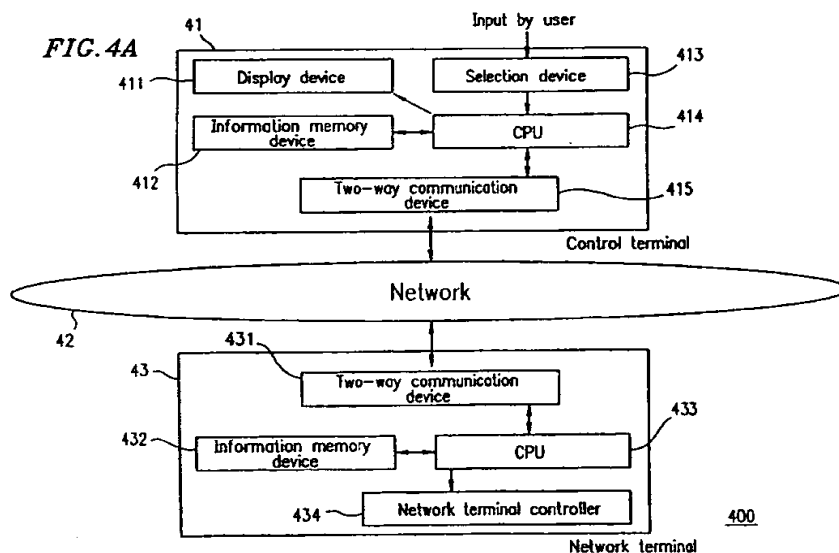 FIG. 4A
Input by user
41
411
Display device
Selection device
413
412
Information memory
device
CPU
414
Two-way communication
device
415
Control terminal
Network
42
431
43
Two-way communication
device
432
Information memory
device
CPU
433
434
Network terminal controller
400
Network terminal